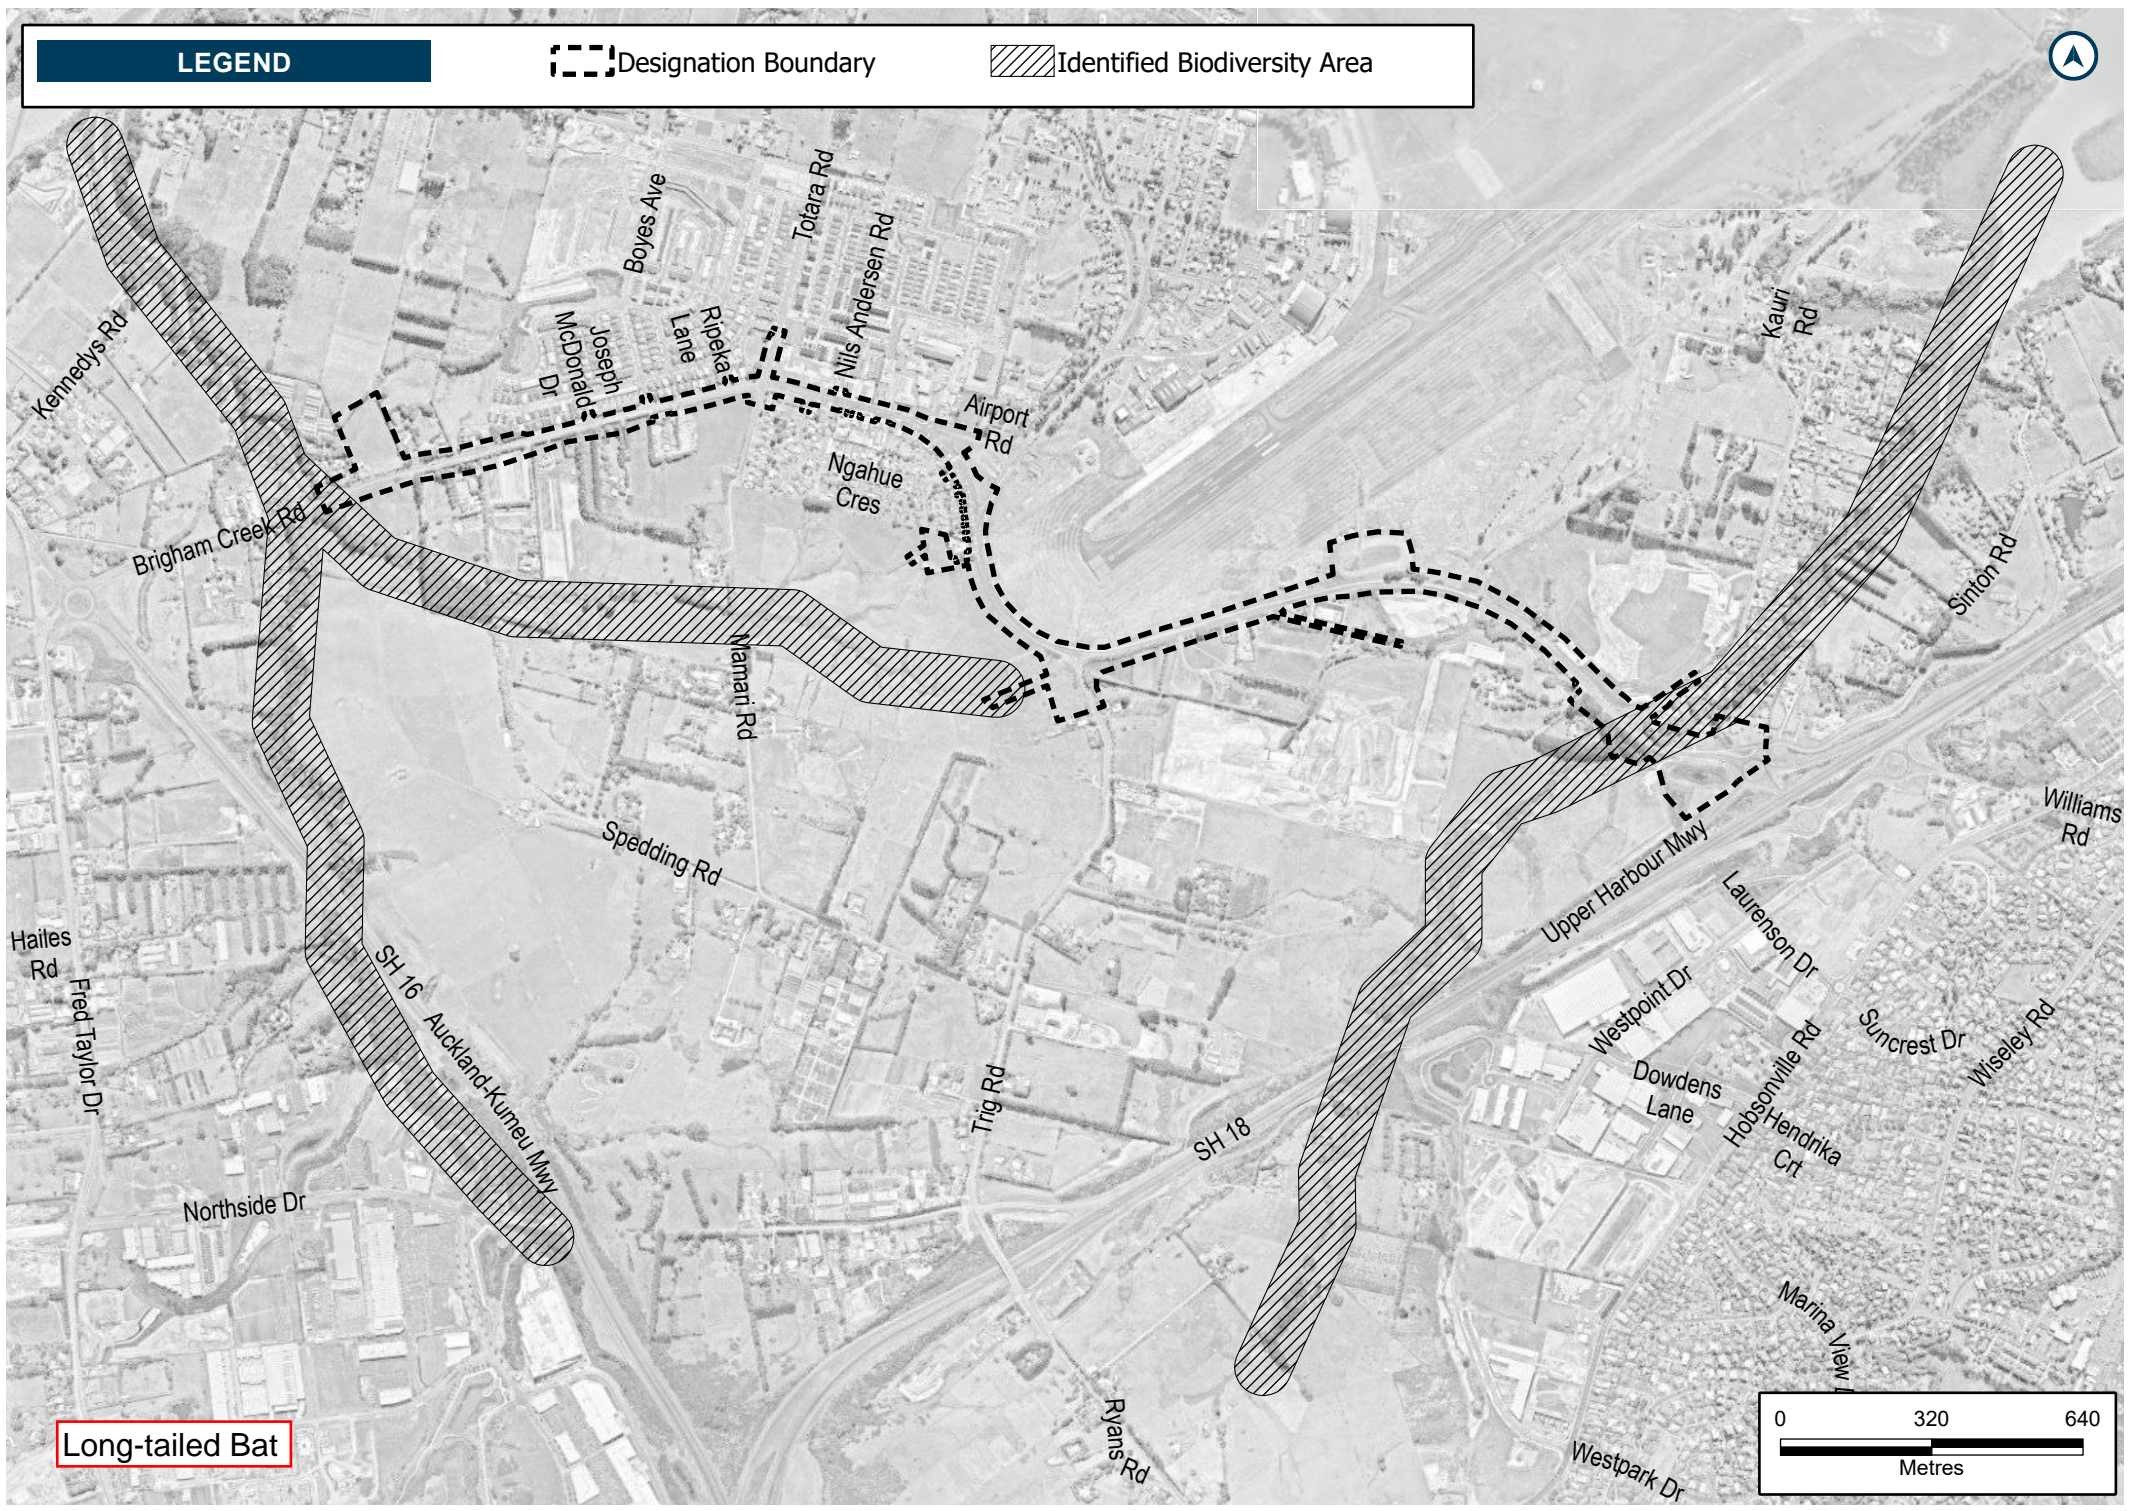 LEGEND
Designation Boundary
Identified Biodiversity Area
Boyes Ave
Totara Rd
Nils Andersen Rd
Kauri
Rd
Kennedys Rd
Joseph
McDonald
Dr
Ripeka
Lane
Airport
Rd
Ngahue
Cres
Brigham Creek Rd
Sinton Rd
Mamari Rd
Spedding Rd
Williams
Rd
Upper Harbour Mwy
Laurenson Dr
Hailes
Rd
Fred Taylor Dr
SH 16
Auckland-Kumeu Mwy
Westpoint Dr
Suncrest Dr
Wiseley Rd
Dowdens
Lane
Hobsonville Rd
Hendrika
Crt
Trig Rd
SH 18
Northside Dr
Marina View
Ryans Rd
Westpark Dr
Long-tailed Bat
0 320 640
Metres